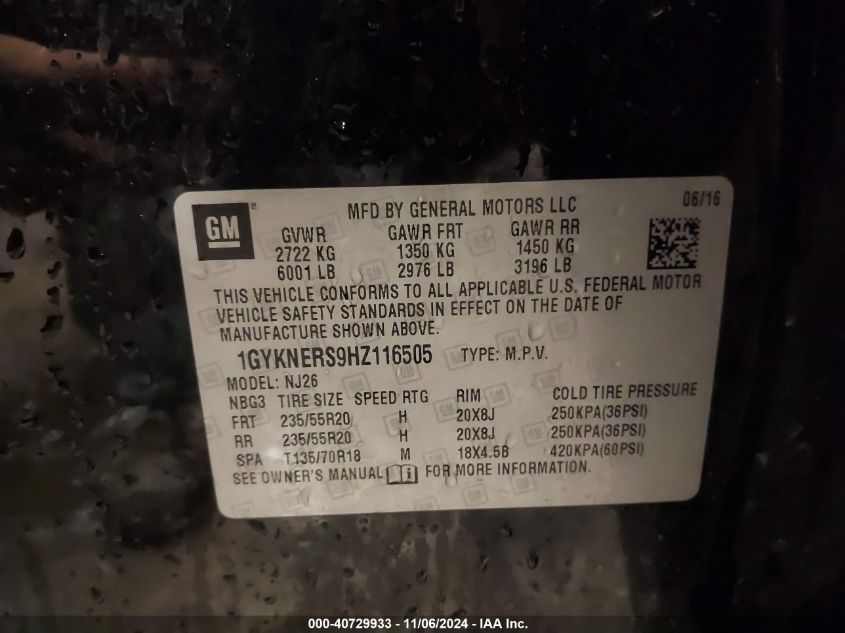 GM ® MFD BY GENERAL MOTORS LLC 06/16
GVWR GAWR FRT GAWR RR
2722 KG 1350 KG 1450 KG
6001 LB 2976 LB 3196 LB
THIS VEHICLE CONFORMS TO ALL APPLICABLE U.S. FEDERAL MOTOR
VEHICLE SAFETY STANDARDS IN EFFECT ON THE DATE OF
MANUFACTURE SHOWN ABOVE.
1GYKNERS9HZ116505 TYPE: M.P.V.
MODEL: NJ26
NBG3 TIRE SIZE SPEED RTG RIM COLD TIRE PRESSURE
FRT 235/55R20 H 20X8J 250KPA(36PSI)
RR 235/55R20 H 20X8J 250KPA(36PSI)
SPA T135/70R18 M 18X4.5B 420KPA(60PSI)
SEE OWNER'S MANUAL FOR MORE INFORMATION.
000-40729933 - 11/06/2024 - IAA Inc.